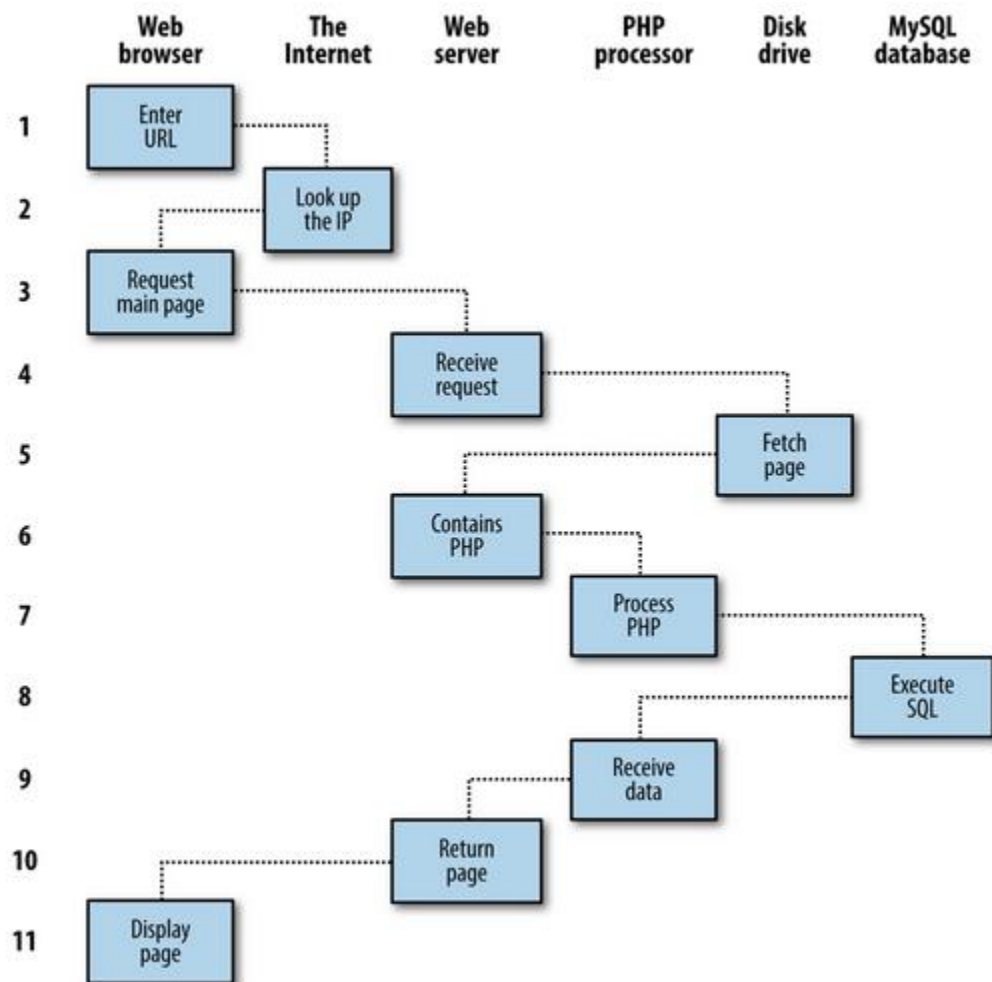 Web
browser
The
Internet
Web
server
PHP
processor
Disk
drive
MySQL
database
1
Enter
URL
2
Look up
the IP
3
Request
main page
4
Receive
request
5
Fetch
page
6
Contains
PHP
7
Process
PHP
8
Execute
SQL
9
Receive
data
10
Return
page
11
Display
page